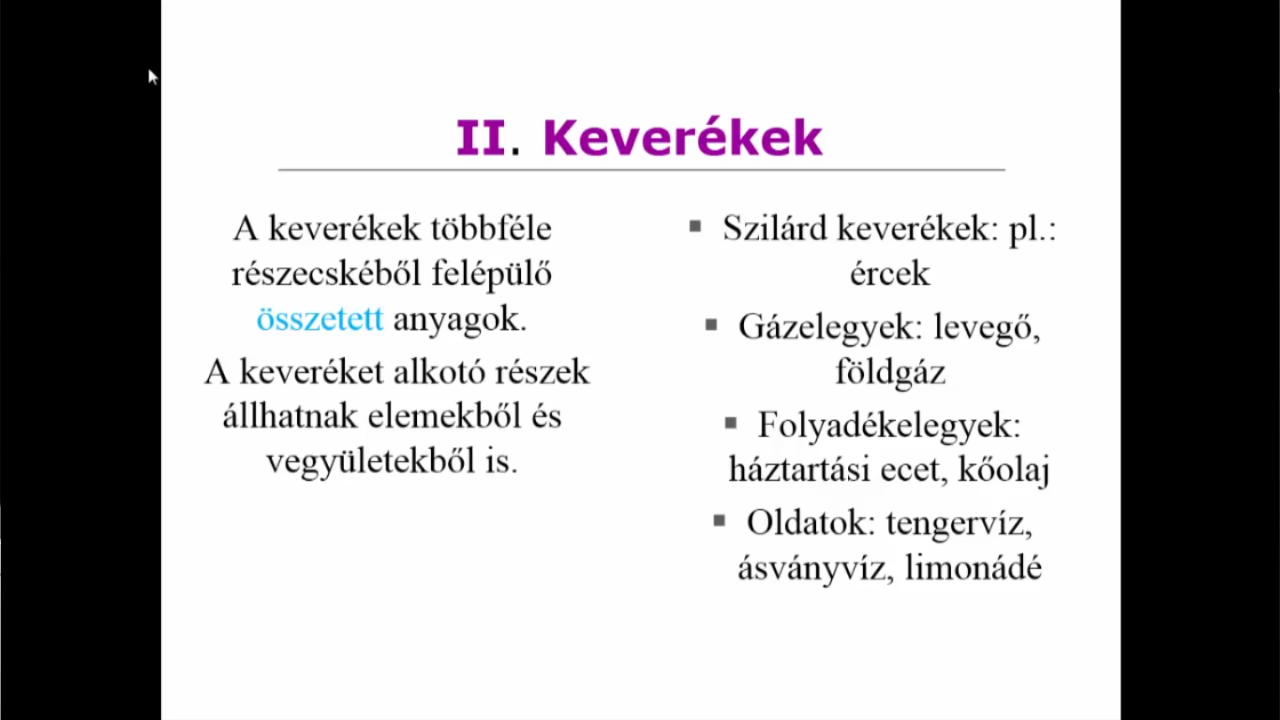 II. Keverékek
A keverékek többféle
részecskéből felépülő
összetett anyagok.
A keveréket alkotó részek
állhatnak elemekből és
vegyületekből is.
▪ Szilárd keverékek: pl.:
ércek
▪ Gázelegyek: levegő,
földgáz
▪ Folyadékelegyek:
háztartási ecet, kőolaj
▪ Oldatok: tengervíz,
ásványvíz, limonádé